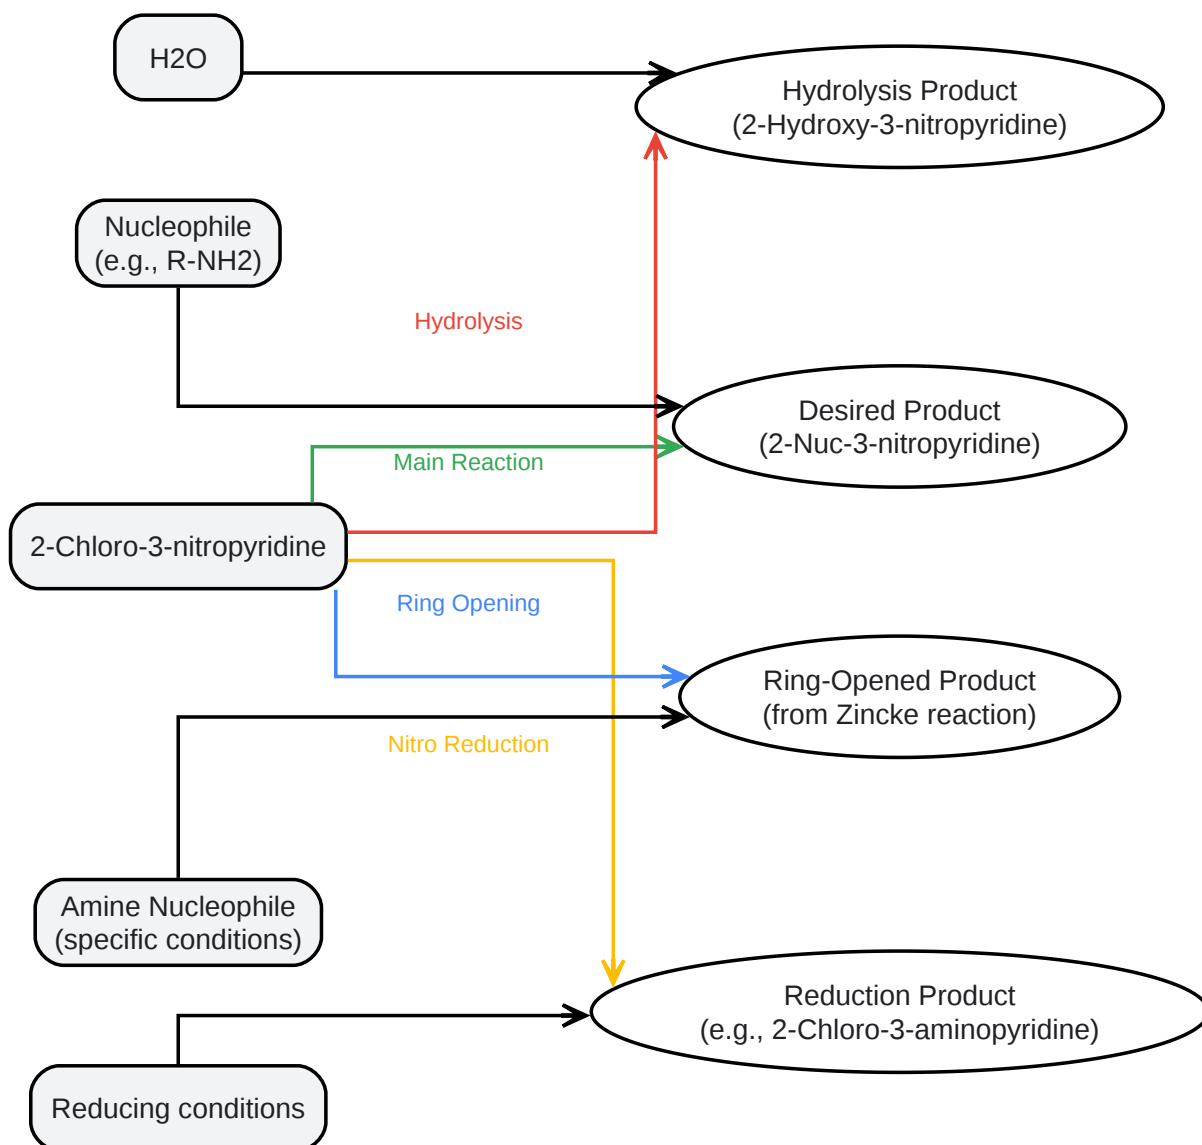 H2O
Hydrolysis Product
(2-Hydroxy-3-nitropyridine)
Nucleophile
(e.g., R-NH2)
Hydrolysis
Desired Product
(2-Nuc-3-nitropyridine)
Main Reaction
2-Chloro-3-nitropyridine
Ring Opening
Ring-Opened Product
(from Zincke reaction)
Nitro Reduction
Amine Nucleophile
(specific conditions)
Reduction Product
(e.g., 2-Chloro-3-aminopyridine)
Reducing conditions